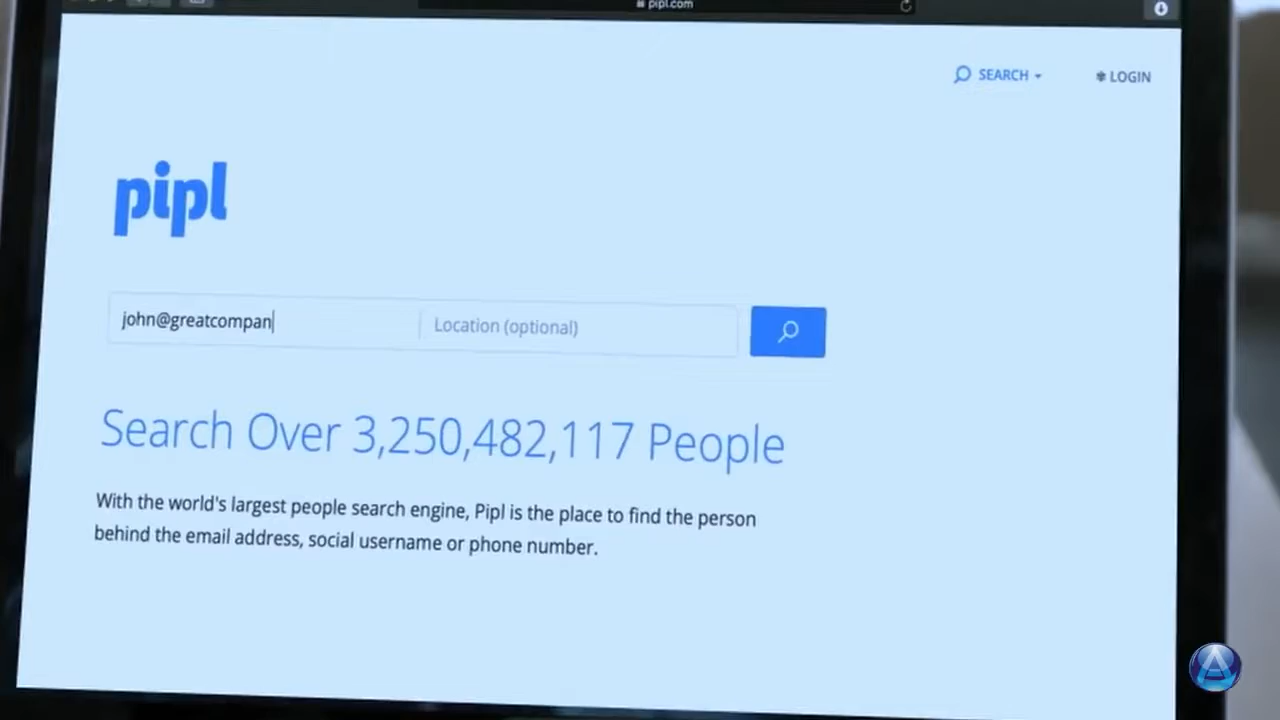 pipl.com
SEARCH
LOGIN
pipl
john@greatcompan
Location (optional)
Search Over 3,250,482,117 People
With the world's largest people search engine, Pipl is the place to find the person
behind the email address, social username or phone number.